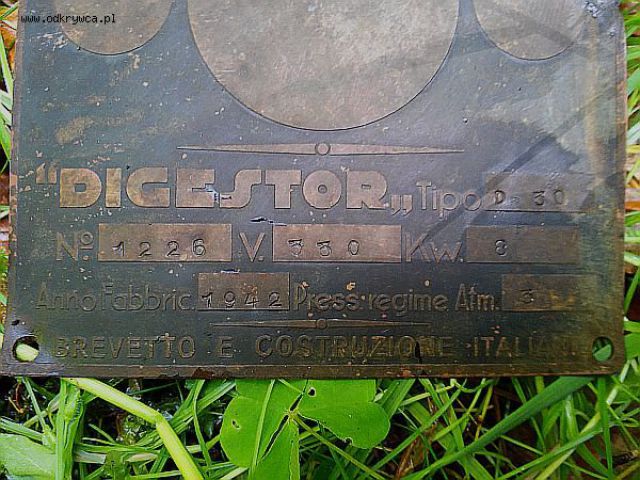 www.odkrywca.pl
"DIGESTOR„ Tipo D 30
Nº. 1226 V. 330 Kw. 3
Anno Fabbric. 1942 Press. regime Atm. 3
BREVETTO E COSTRUZIONE ITALIANI